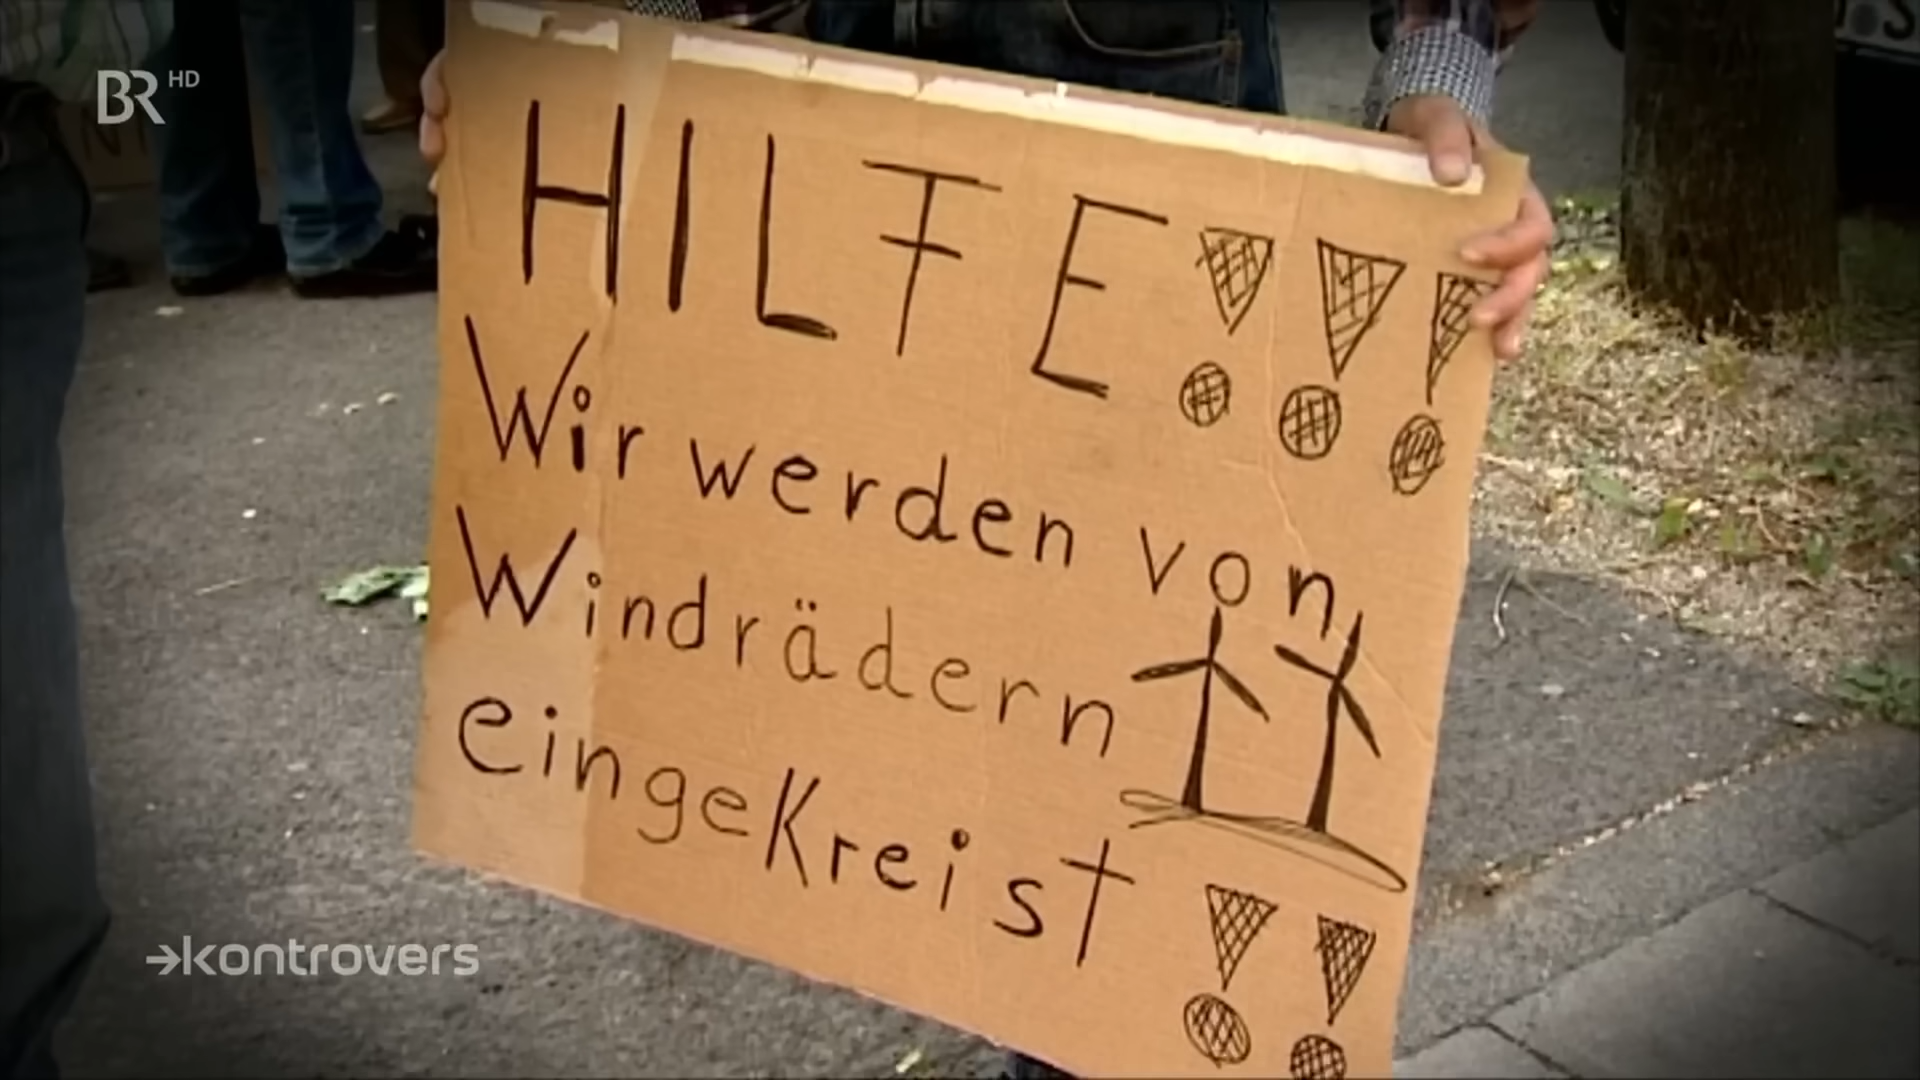 BR HD
HILFE!!!
Wir werden von
Windrädern
eingeKreist!!
→kontrovers